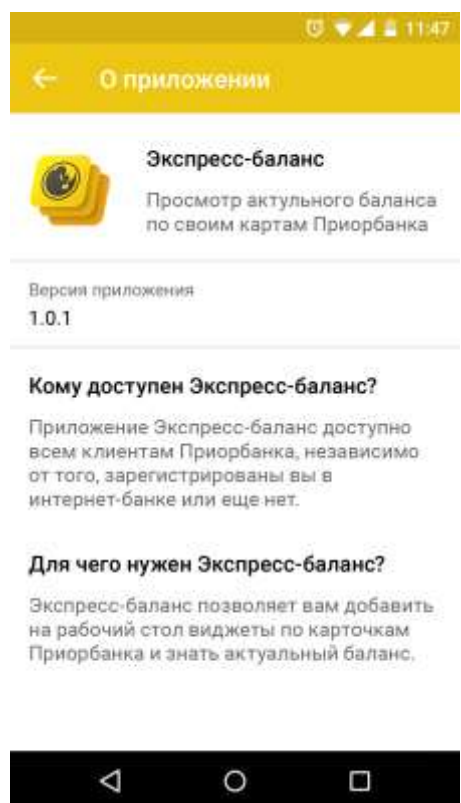 11:47
О приложении
Экспресс-баланс
Просмотр актульного баланса
по своим картам Приорбанка
Версия приложения
1.0.1
Кому доступен Экспресс-баланс?
Приложение Экспресс-баланс доступно
всем клиентам Приорбанка, независимо
от того, зарегистрированы вы в
интернет-банке или еще нет.
Для чего нужен Экспресс-баланс?
Экспресс-баланс позволяет вам добавить
на рабочий стол виджеты по карточкам
Приорбанка и знать актуальный баланс.